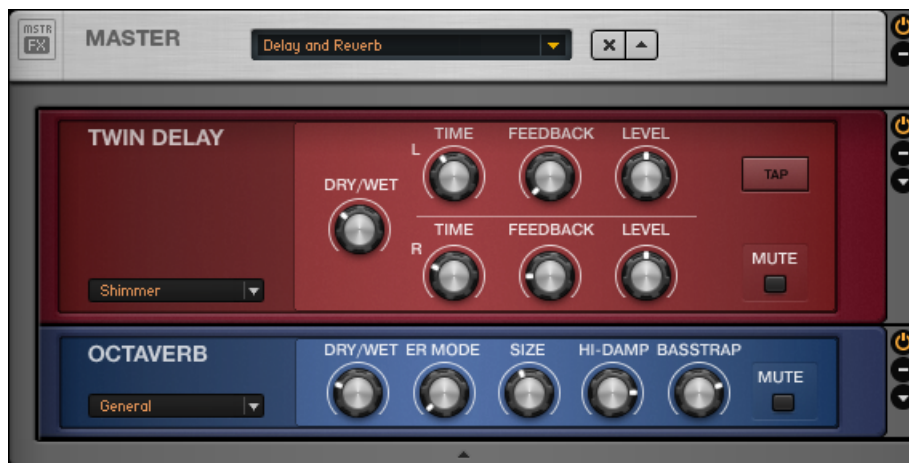 MSTR
FX
MASTER
Delay and Reverb
TWIN DELAY
TIME FEEDBACK LEVEL
L
TAP
DRY/WET
TIME FEEDBACK LEVEL
R
MUTE
Shimmer
OCTAVERB
DRY/WET ER MODE SIZE HI-DAMP BASSTRAP
MUTE
General